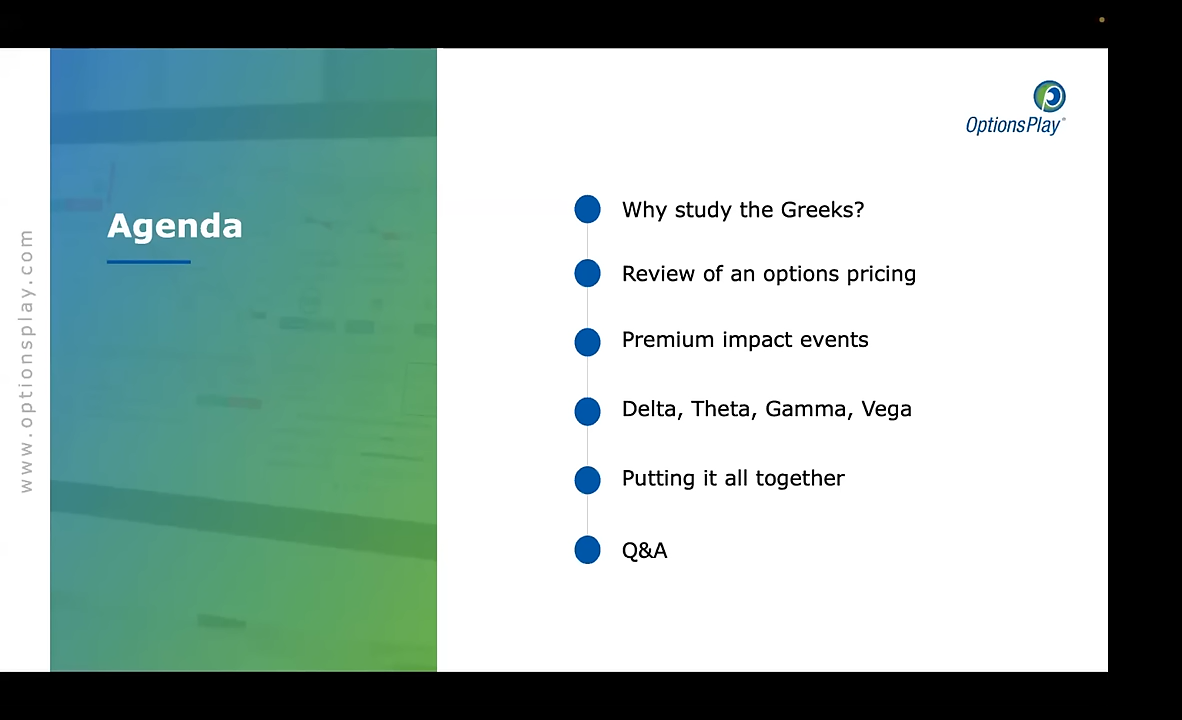 www.optionsplay.com
Agenda
OptionsPlay®
Why study the Greeks?
Review of an options pricing
Premium impact events
Delta, Theta, Gamma, Vega
Putting it all together
Q&A